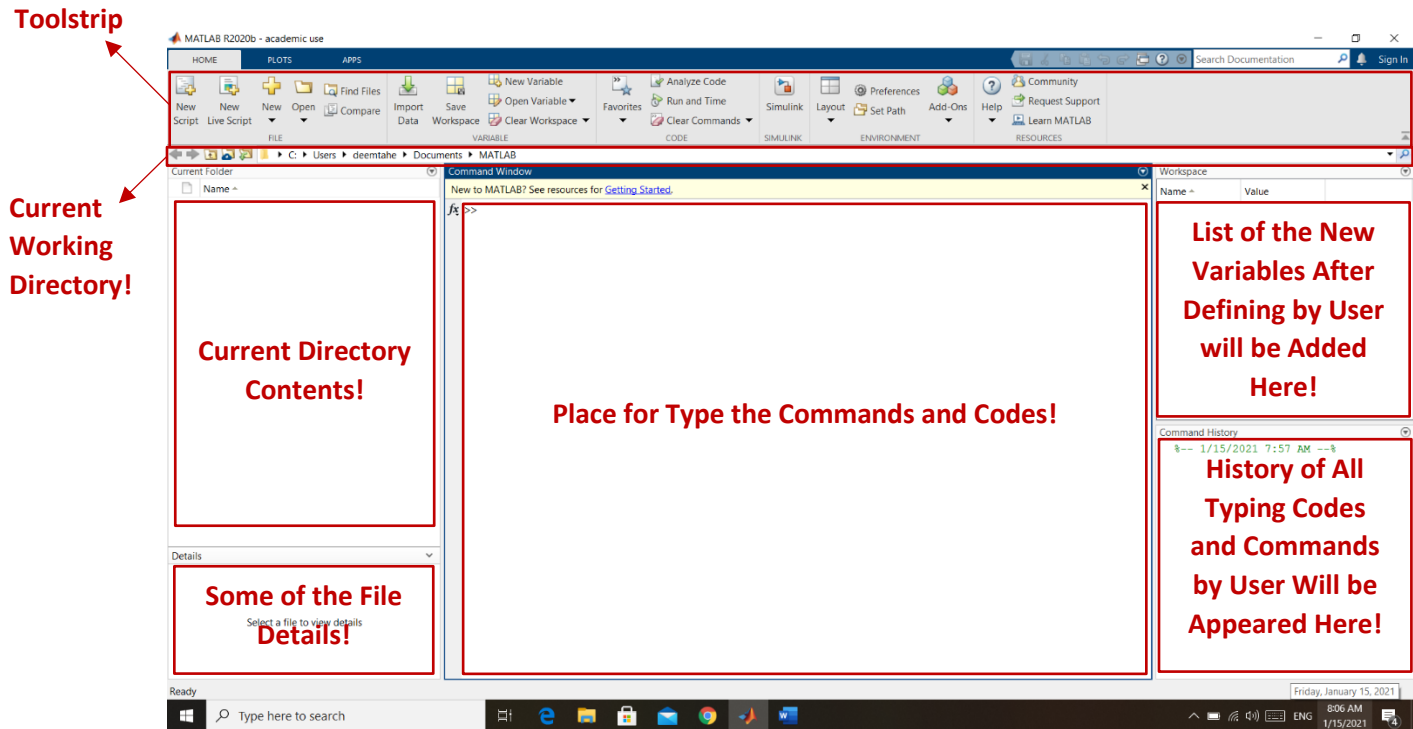 Toolstrip
MATLAB R2020b - academic use
HOME PLOTS APPS
Search Documentation
Sign In
New Script
New Live Script
New
Open
Find Files
Compare
FILE
Import Data
Save Workspace
New Variable
Open Variable
Clear Workspace
VARIABLE
Favorites
Analyze Code
Run and Time
Clear Commands
CODE
Simulink
SIMULINK
Layout
Preferences
Set Path
Add-Ons
ENVIRONMENT
Help
Community
Request Support
Learn MATLAB
RESOURCES
C: Users deemtahe Documents MATLAB
Current
Working
Directory!
Current Folder
Name
Current Directory
Contents!
Details
Some of the File
Select a file to view details
Details!
Command Window
New to MATLAB? See resources for Getting Started.
fx >>
Place for Type the Commands and Codes!
Workspace
Name Value
List of the New
Variables After
Defining by User
will be Added
Here!
Command History
%-- 1/15/2021 7:57 AM --%
History of All
Typing Codes
and Commands
by User Will be
Appeared Here!
Ready
Friday, January 15, 2021
Type here to search
ENG
8:06 AM
1/15/2021
4